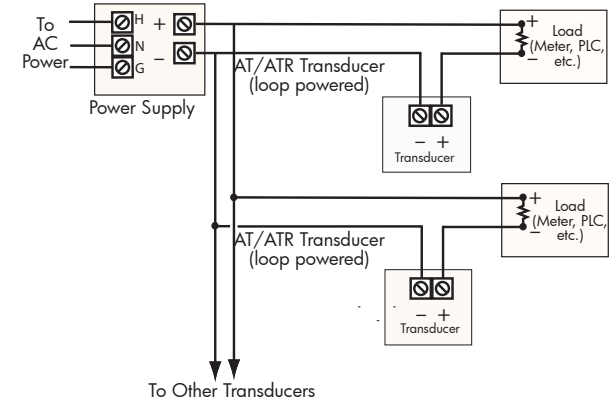 To
AC
Power
H
N
G
+
−
Power Supply
AT/ATR Transducer
(loop powered)
− +
Transducer
+
−
Load
(Meter, PLC,
etc.)
AT/ATR Transducer
(loop powered)
− +
Transducer
+
−
Load
(Meter, PLC,
etc.)
To Other Transducers